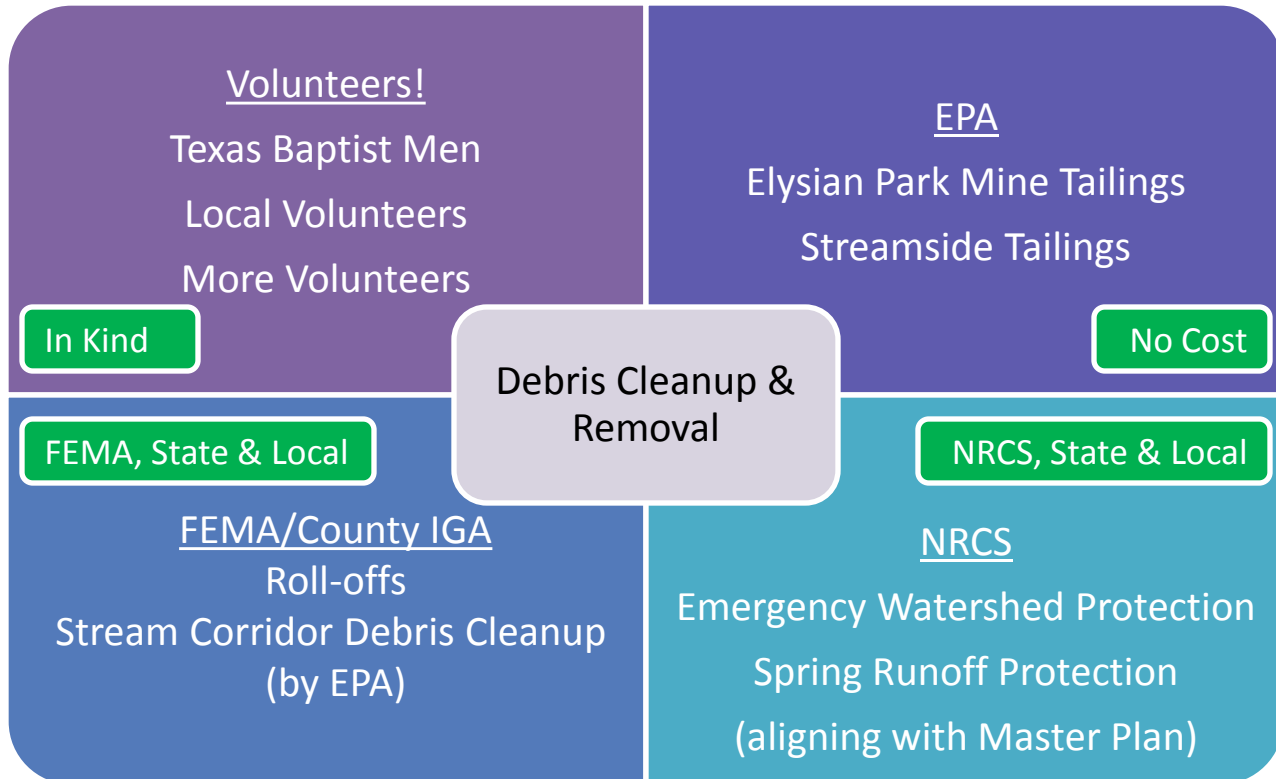 Volunteers!
Texas Baptist Men
Local Volunteers
More Volunteers
In Kind
EPA
Elysian Park Mine Tailings
Streamside Tailings
No Cost
Debris Cleanup &
Removal
FEMA, State & Local
FEMA/County IGA
Roll-offs
Stream Corridor Debris Cleanup
(by EPA)
NRCS, State & Local
NRCS
Emergency Watershed Protection
Spring Runoff Protection
(aligning with Master Plan)